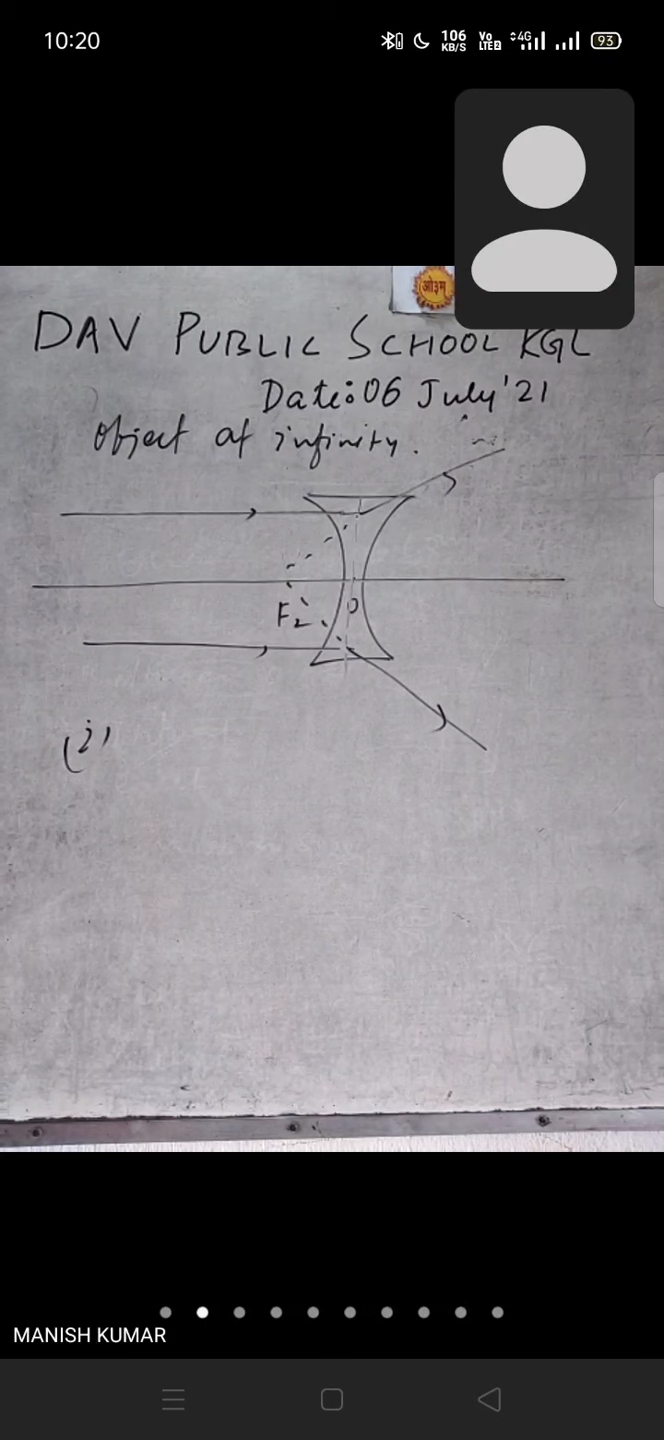 10:20
106 KB/S
Vo LTE2
4G
93
ओ३म्
DAV PUBLIC SCHOOL KGL
Date:06 July'21
Object at infinity.
F2
O
MANISH KUMAR